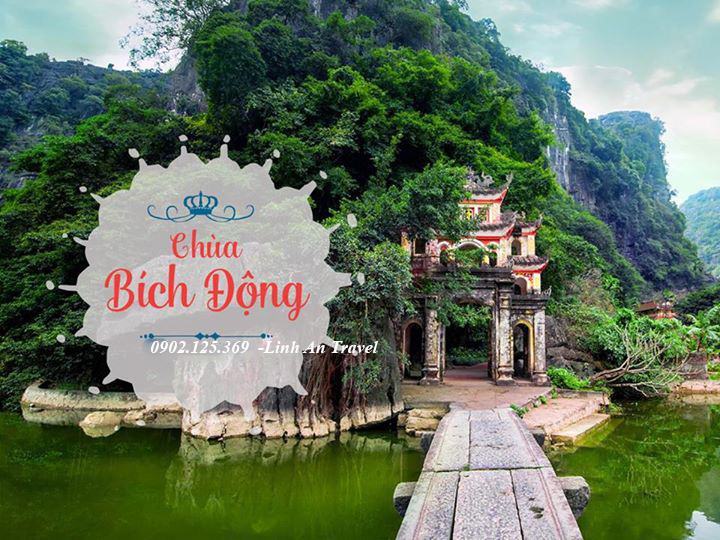 Chùa
Bích Động
0902.125.369 -Linh An Travel